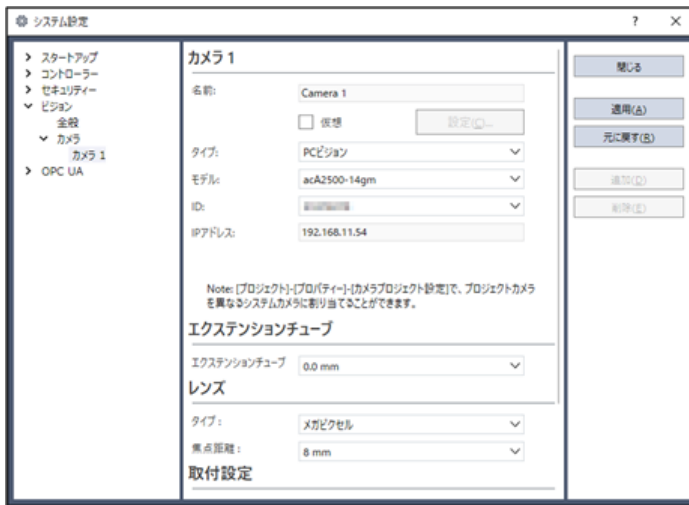 システム設定
?
×
スタートアップ
コントローラー
セキュリティー
ビジョン
全般
カメラ
カメラ 1
OPC UA
カメラ 1
名前:
Camera 1
仮想
設定(C)...
タイプ:
PCビジョン
モデル:
acA2500-14gm
ID:
IPアドレス:
192.168.11.54
Note: [プロジェクト]-[プロパティー]-[カメラプロジェクト設定]で、プロジェクトカメラ
を異なるシステムカメラに割り当てることができます。
エクステンションチューブ
エクステンションチューブ
0.0 mm
レンズ
タイプ :
メガピクセル
焦点距離 :
8 mm
取付設定
閉じる
適用(A)
元に戻す(R)
追加(D)
削除(E)